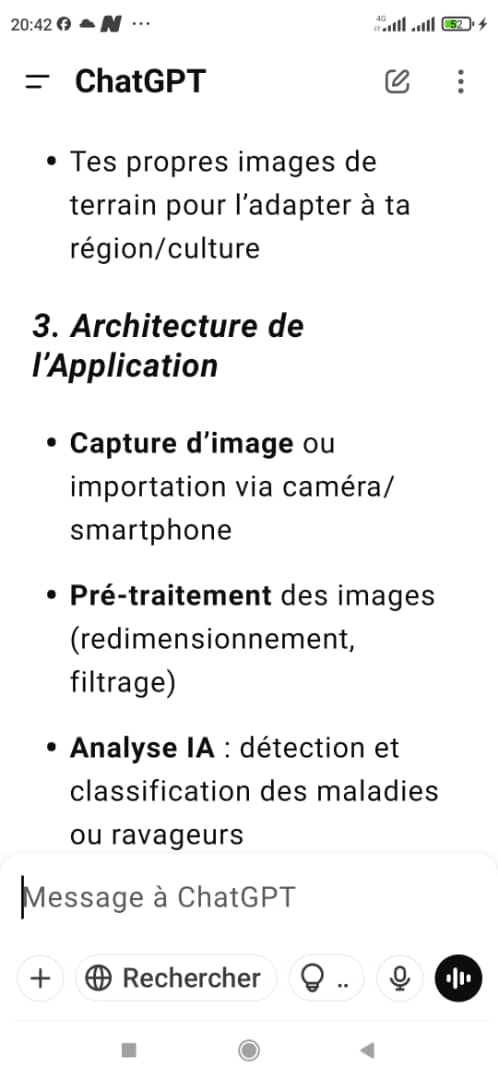 20:42
4G
52
ChatGPT
• Tes propres images de
terrain pour l’adapter à ta
région/culture
3. Architecture de
l’Application
• Capture d’image ou
importation via caméra/
smartphone
• Pré-traitement des images
(redimensionnement,
filtrage)
• Analyse IA : détection et
classification des maladies
ou ravageurs
Message à ChatGPT
Rechercher
..